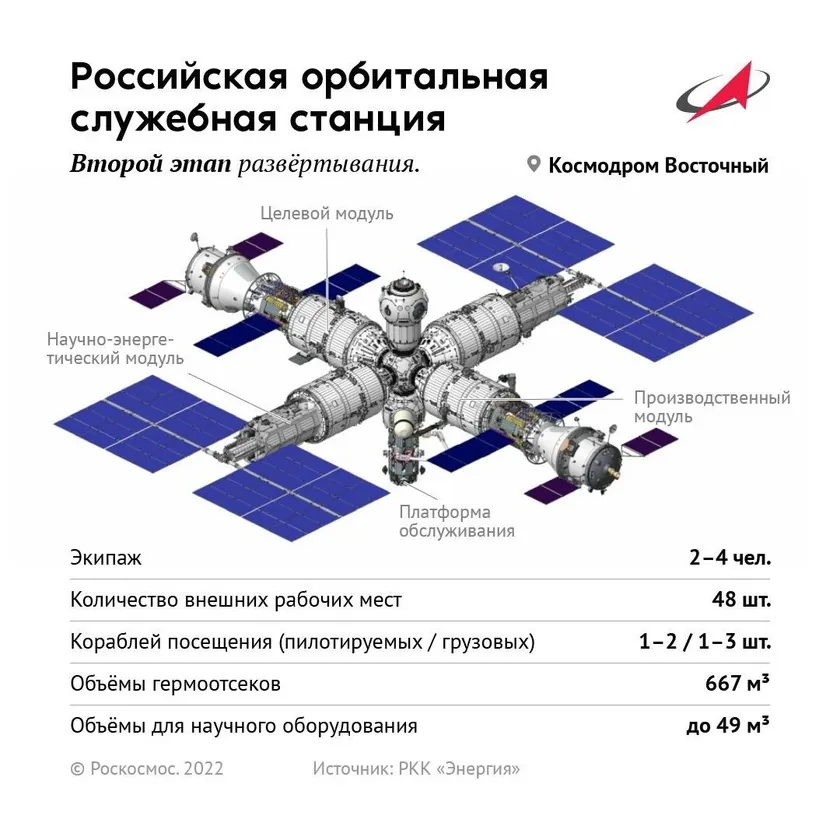 Российская орбитальная
служебная станция
Второй этап развёртывания.
Космодром Восточный
Целевой модуль
Научно-энерге-
тический модуль
Производственный
модуль
Платформа
обслуживания
Экипаж 2–4 чел.
Количество внешних рабочих мест 48 шт.
Кораблей посещения (пилотируемых / грузовых) 1–2 / 1–3 шт.
Объёмы гермоотсеков 667 м³
Объёмы для научного оборудования до 49 м³
© Роскосмос. 2022 Источник: РКК «Энергия»